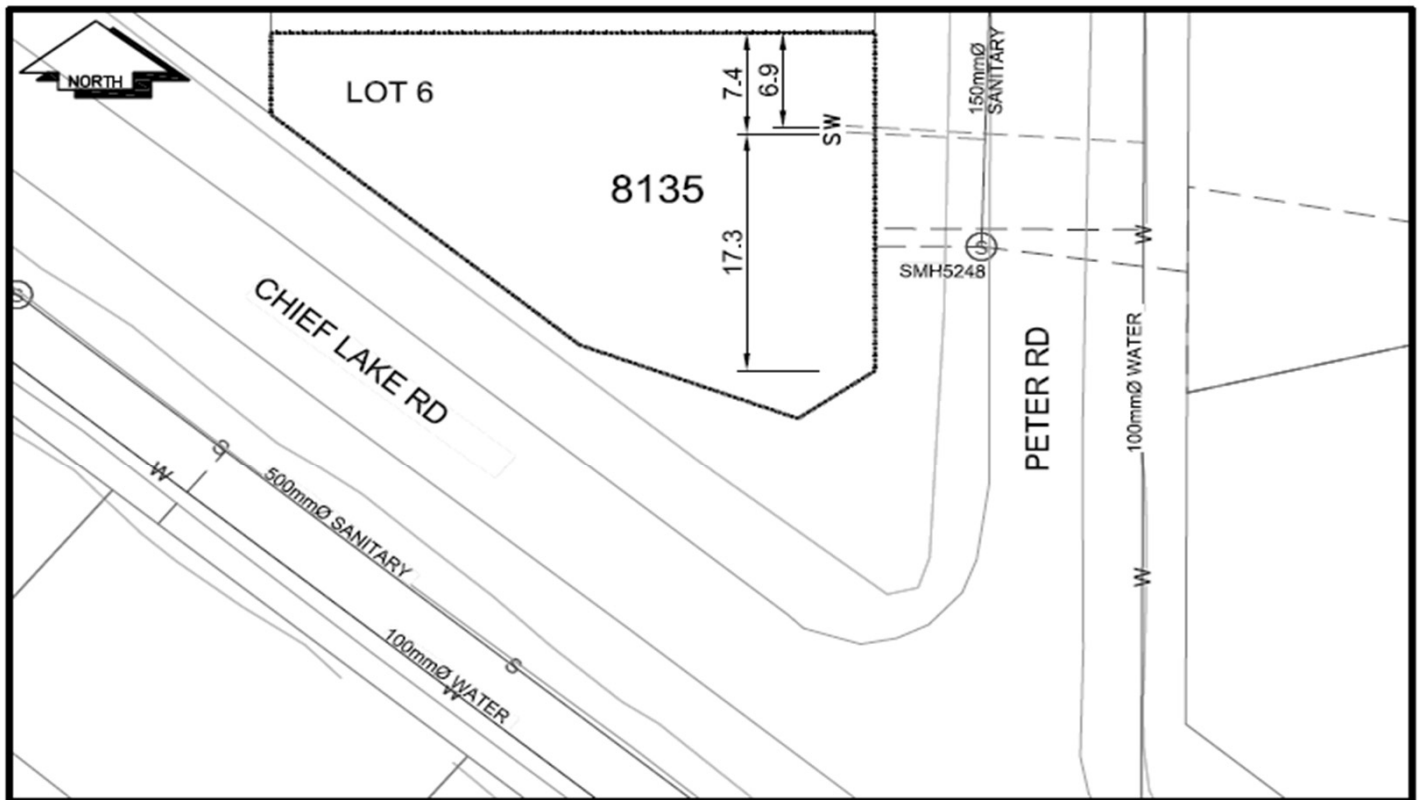 NORTH
LOT 6
7.4
6.9
SW
150mmØ
SANITARY
8135
17.3
W
S
SMH5248
CHIEF LAKE RD
S
PETER RD
100mmØ WATER
S
W
500mmØ SANITARY
W
100mmØ WATER
W
S